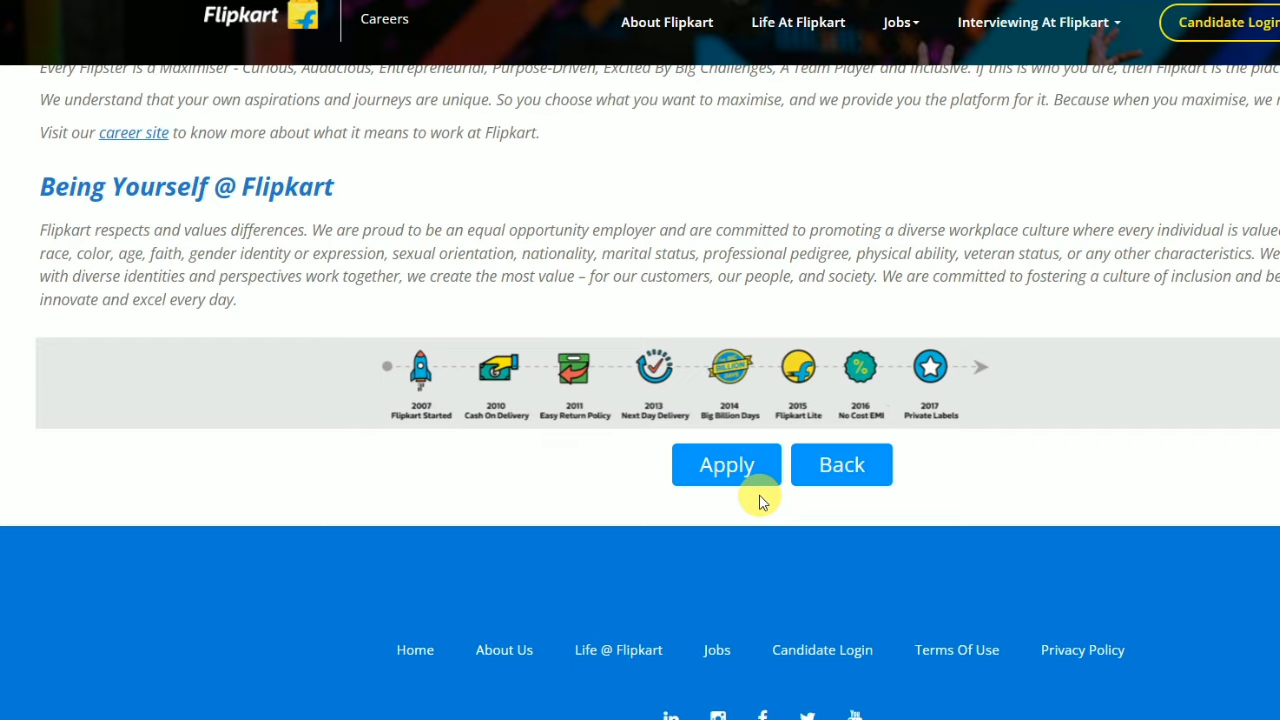 Flipkart
Careers
About Flipkart
Life At Flipkart
Jobs
Interviewing At Flipkart
Candidate Login
Every Flipster is a Maximiser - Curious, Audacious, Entrepreneurial, Purpose-Driven, Excited By Big Challenges, A Team Player and Inclusive. If this is who you are, then Flipkart is the
We understand that your own aspirations and journeys are unique. So you choose what you want to maximise, and we provide you the platform for it. Because when you maximise, we
Visit our career site to know more about what it means to work at Flipkart.
Being Yourself @ Flipkart
Flipkart respects and values differences. We are proud to be an equal opportunity employer and are committed to promoting a diverse workplace culture where every individual is value
race, color, age, faith, gender identity or expression, sexual orientation, nationality, marital status, professional pedigree, physical ability, veteran status, or any other characteristics. We
with diverse identities and perspectives work together, we create the most value – for our customers, our people, and society. We are committed to fostering a culture of inclusion and be
innovate and excel every day.
2007
Flipkart Started
2010
Cash On Delivery
2011
Easy Return Policy
2013
Next Day Delivery
BILLION
2014
Big Billion Days
2015
Flipkart Lite
%
2016
No Cost EMI
2017
Private Labels
Apply
Back
Home
About Us
Life @ Flipkart
Jobs
Candidate Login
Terms Of Use
Privacy Policy